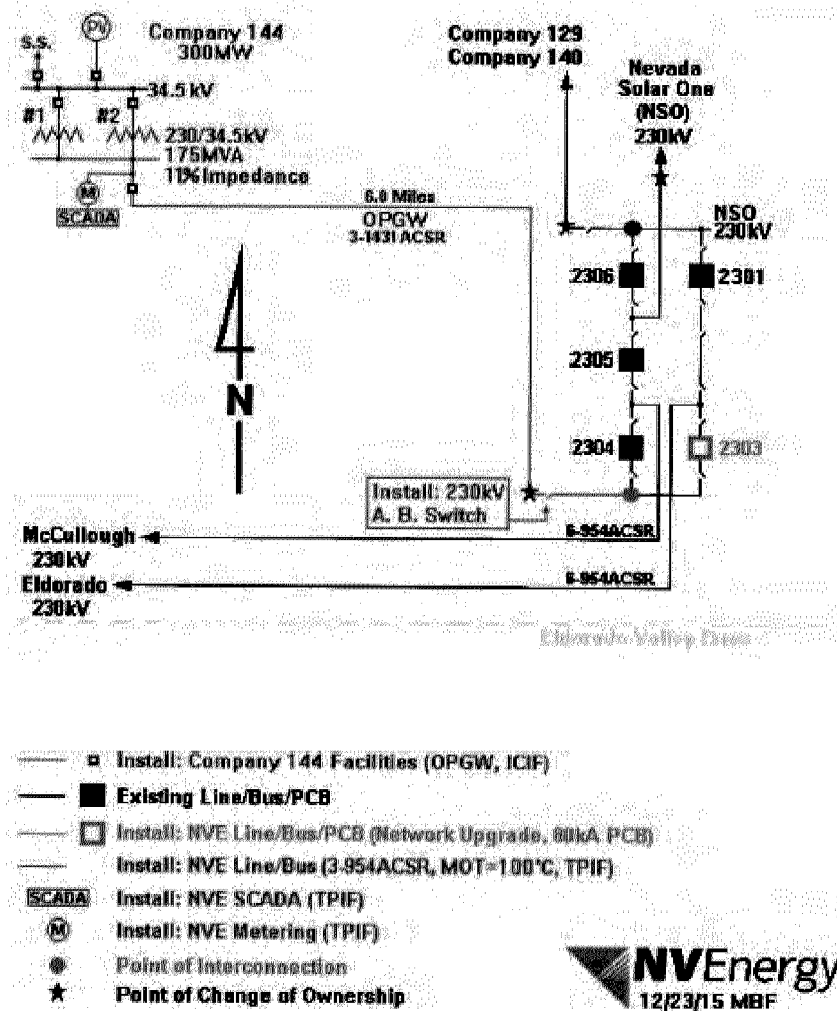 PV
Company 144
300MW
S.S.
34.5 kV
#1
#2
230/34.5kV
175MVA
11% Impedance
M
SCADA
6.0 Miles
OPGW
3-1431 ACSR
Company 129
Company 140
Nevada
Solar One
(NSO)
230kV
NSO
230kV
2306
2301
2305
2304
2303
N
Install: 230kV
A. B. Switch
McCullough
230kV
6-954ACSR
Eldorado
230kV
6-954ACSR
Eldorado Valley
Install: Company 144 Facilities (OPGW, ICIF)
Existing Line/Bus/PCB
Install: NVE Line/Bus/PCB (Network Upgrade, 80kA PCB)
Install: NVE Line/Bus (3-954ACSR, MOT=100°C, TPIF)
SCADA Install: NVE SCADA (TPIF)
M Install: NVE Metering (TPIF)
Point of Interconnection
Point of Change of Ownership
NVEnergy
12/23/15 MBF